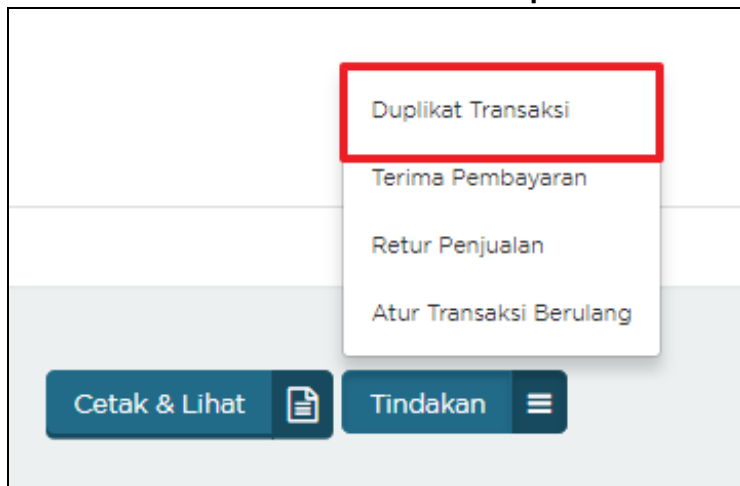 Duplikat Transaksi
Terima Pembayaran
Retur Penjualan
Atur Transaksi Berulang
Cetak & Lihat
Tindakan